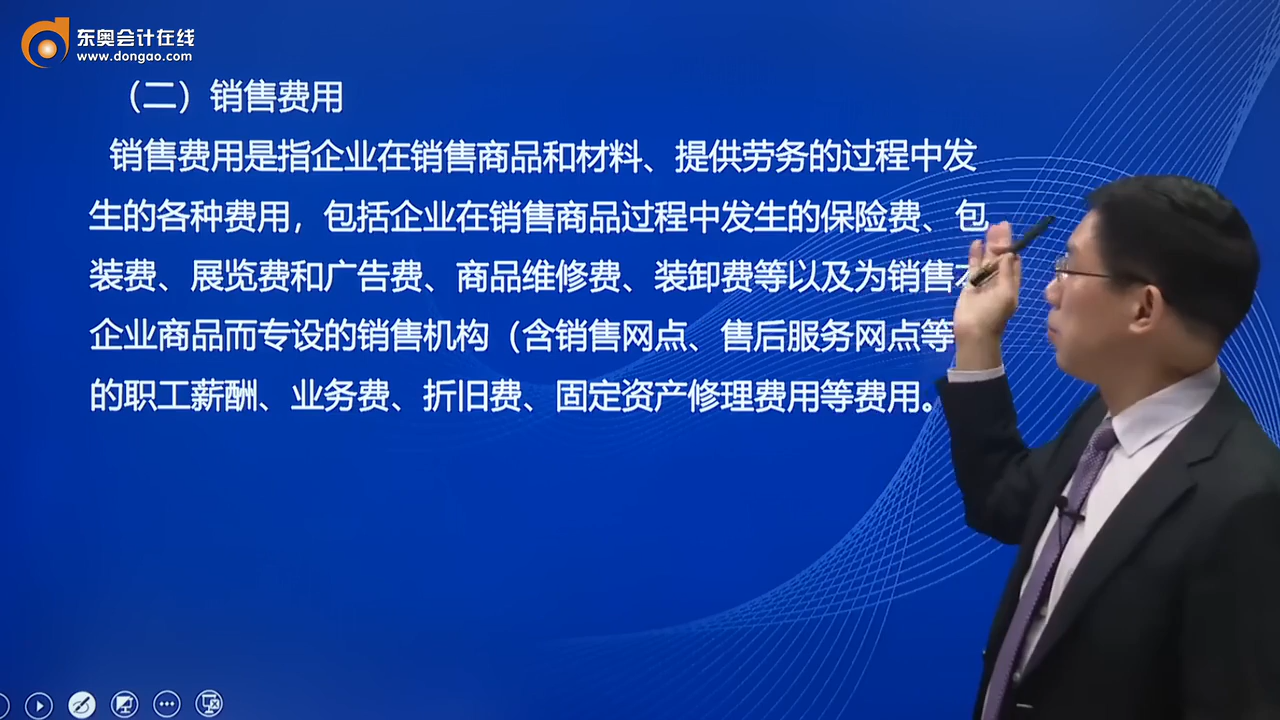 东奥会计在线
www.dongao.com
（二）销售费用
销售费用是指企业在销售商品和材料、提供劳务的过程中发
生的各种费用，包括企业在销售商品过程中发生的保险费、包
装费、展览费和广告费、商品维修费、装卸费等以及为销售本
企业商品而专设的销售机构（含销售网点、售后服务网点等
的职工薪酬、业务费、折旧费、固定资产修理费用等费用。